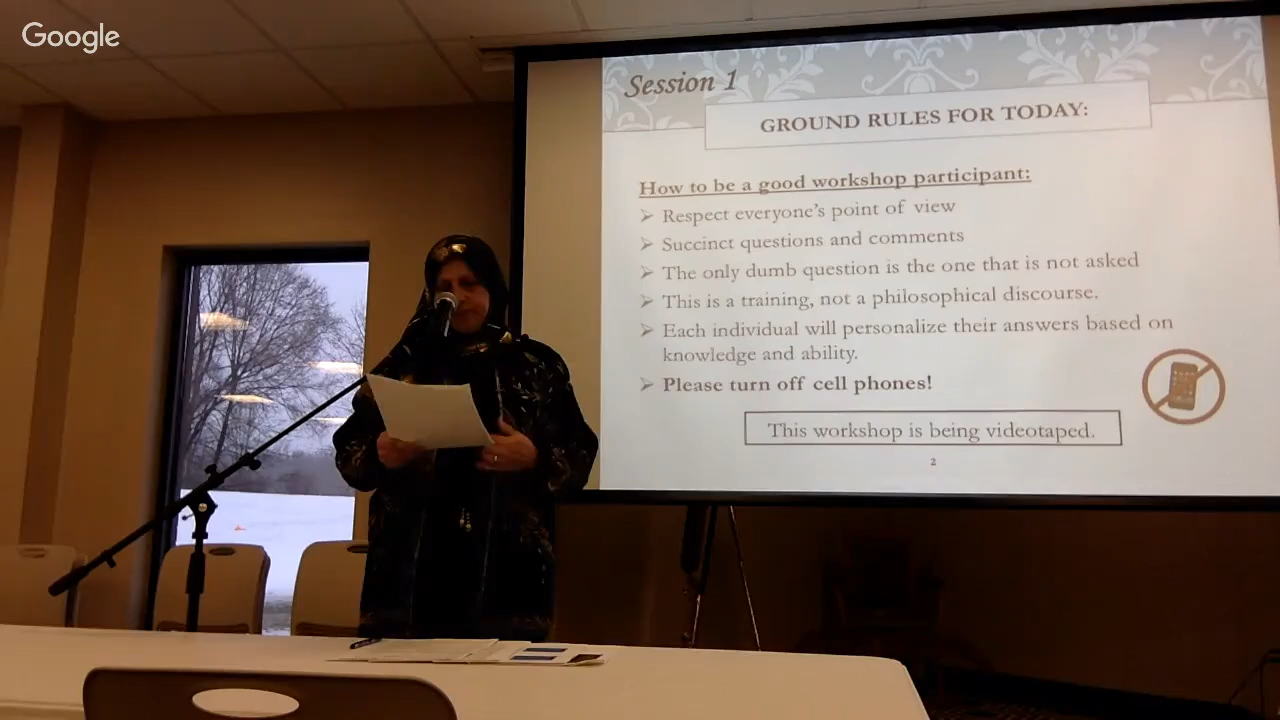 Google
Session 1
GROUND RULES FOR TODAY:
How to be a good workshop participant:
➢ Respect everyone's point of view
➢ Succinct questions and comments
➢ The only dumb question is the one that is not asked
➢ This is a training, not a philosophical discourse.
➢ Each individual will personalize their answers based on
knowledge and ability.
➢ Please turn off cell phones!
This workshop is being videotaped.
2